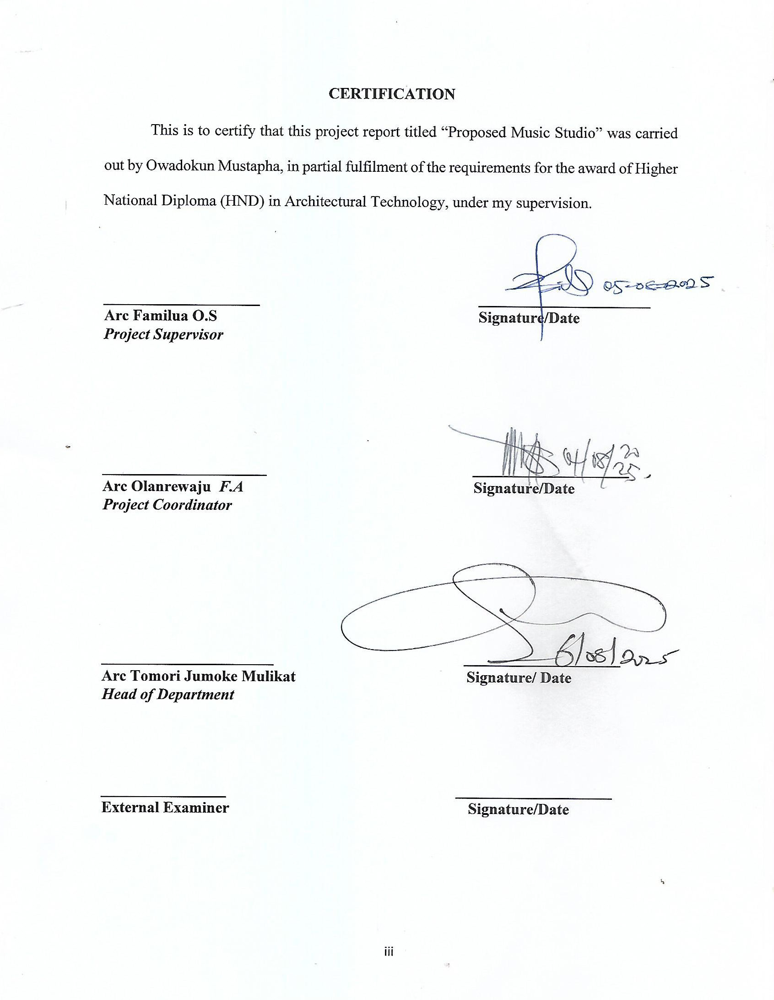 CERTIFICATION
This is to certify that this project report titled “Proposed Music Studio” was carried
out by Owadokun Mustapha, in partial fulfilment of the requirements for the award of Higher
National Diploma (HND) in Architectural Technology, under my supervision.
05-06-2025
Arc Familua O.S
Signature/Date
Project Supervisor
04/08/2025
Arc Olanrewaju F.A
Signature/Date
Project Coordinator
6/08/2025
Arc Tomori Jumoke Mulikat
Signature/ Date
Head of Department
External Examiner
Signature/Date
iii